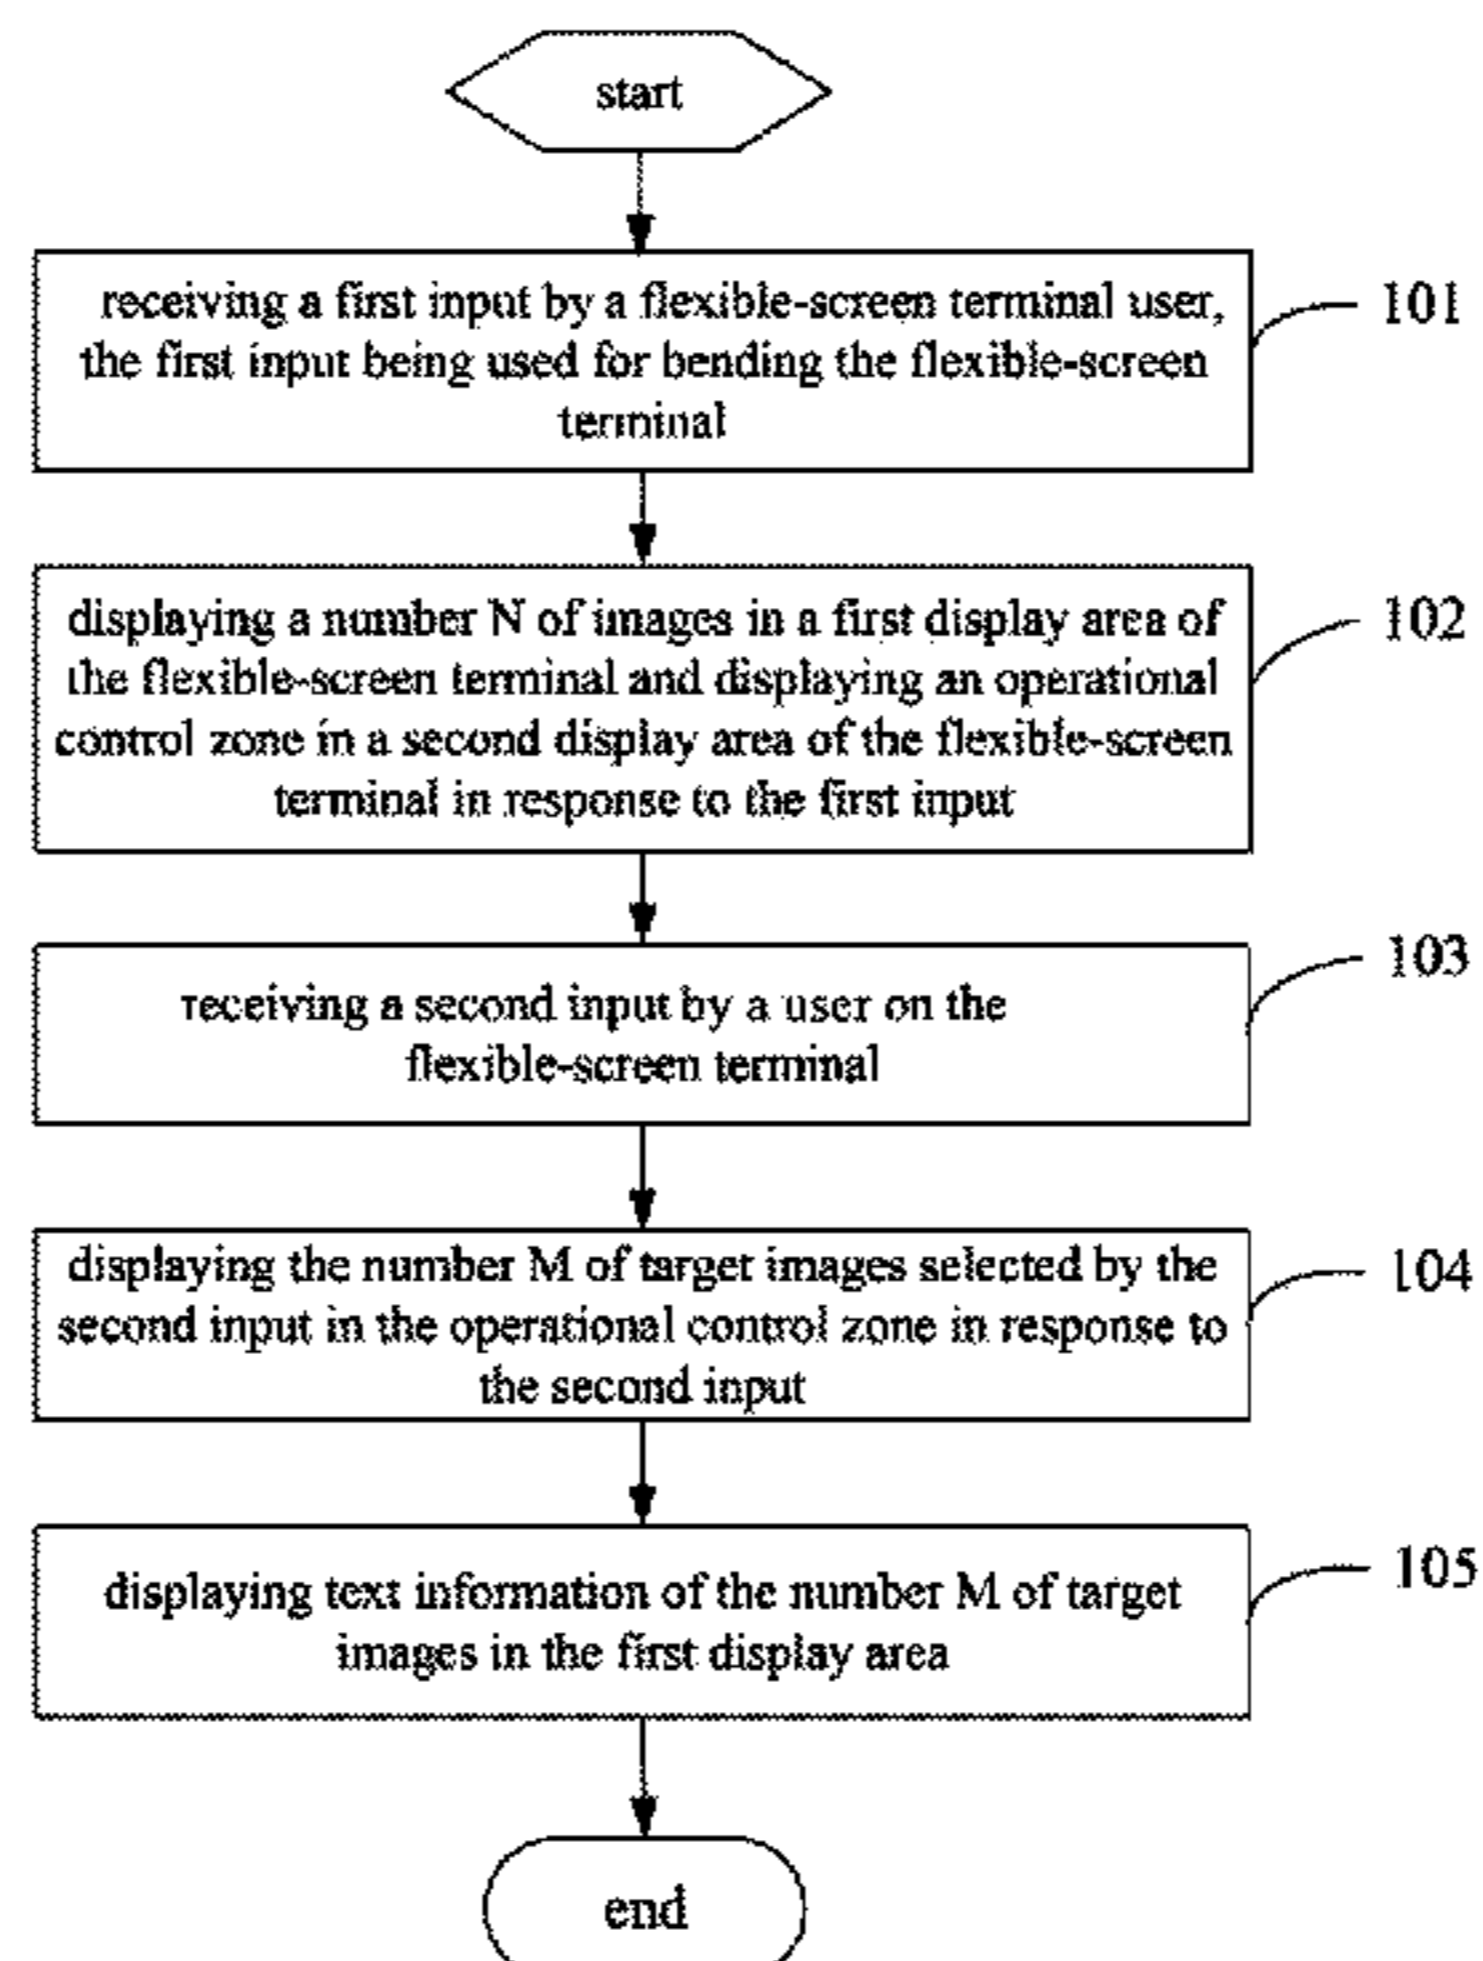 start
receiving a first input by a flexible-screen terminal user,
the first input being used for bending the flexible-screen
terminal
101
displaying a number N of images in a first display area of
the flexible-screen terminal and displaying an operational
control zone in a second display area of the flexible-screen
terminal in response to the first input
102
receiving a second input by a user on the
flexible-screen terminal
103
displaying the number M of target images selected by the
second input in the operational control zone in response to
the second input
104
displaying text information of the number M of target
images in the first display area
105
end